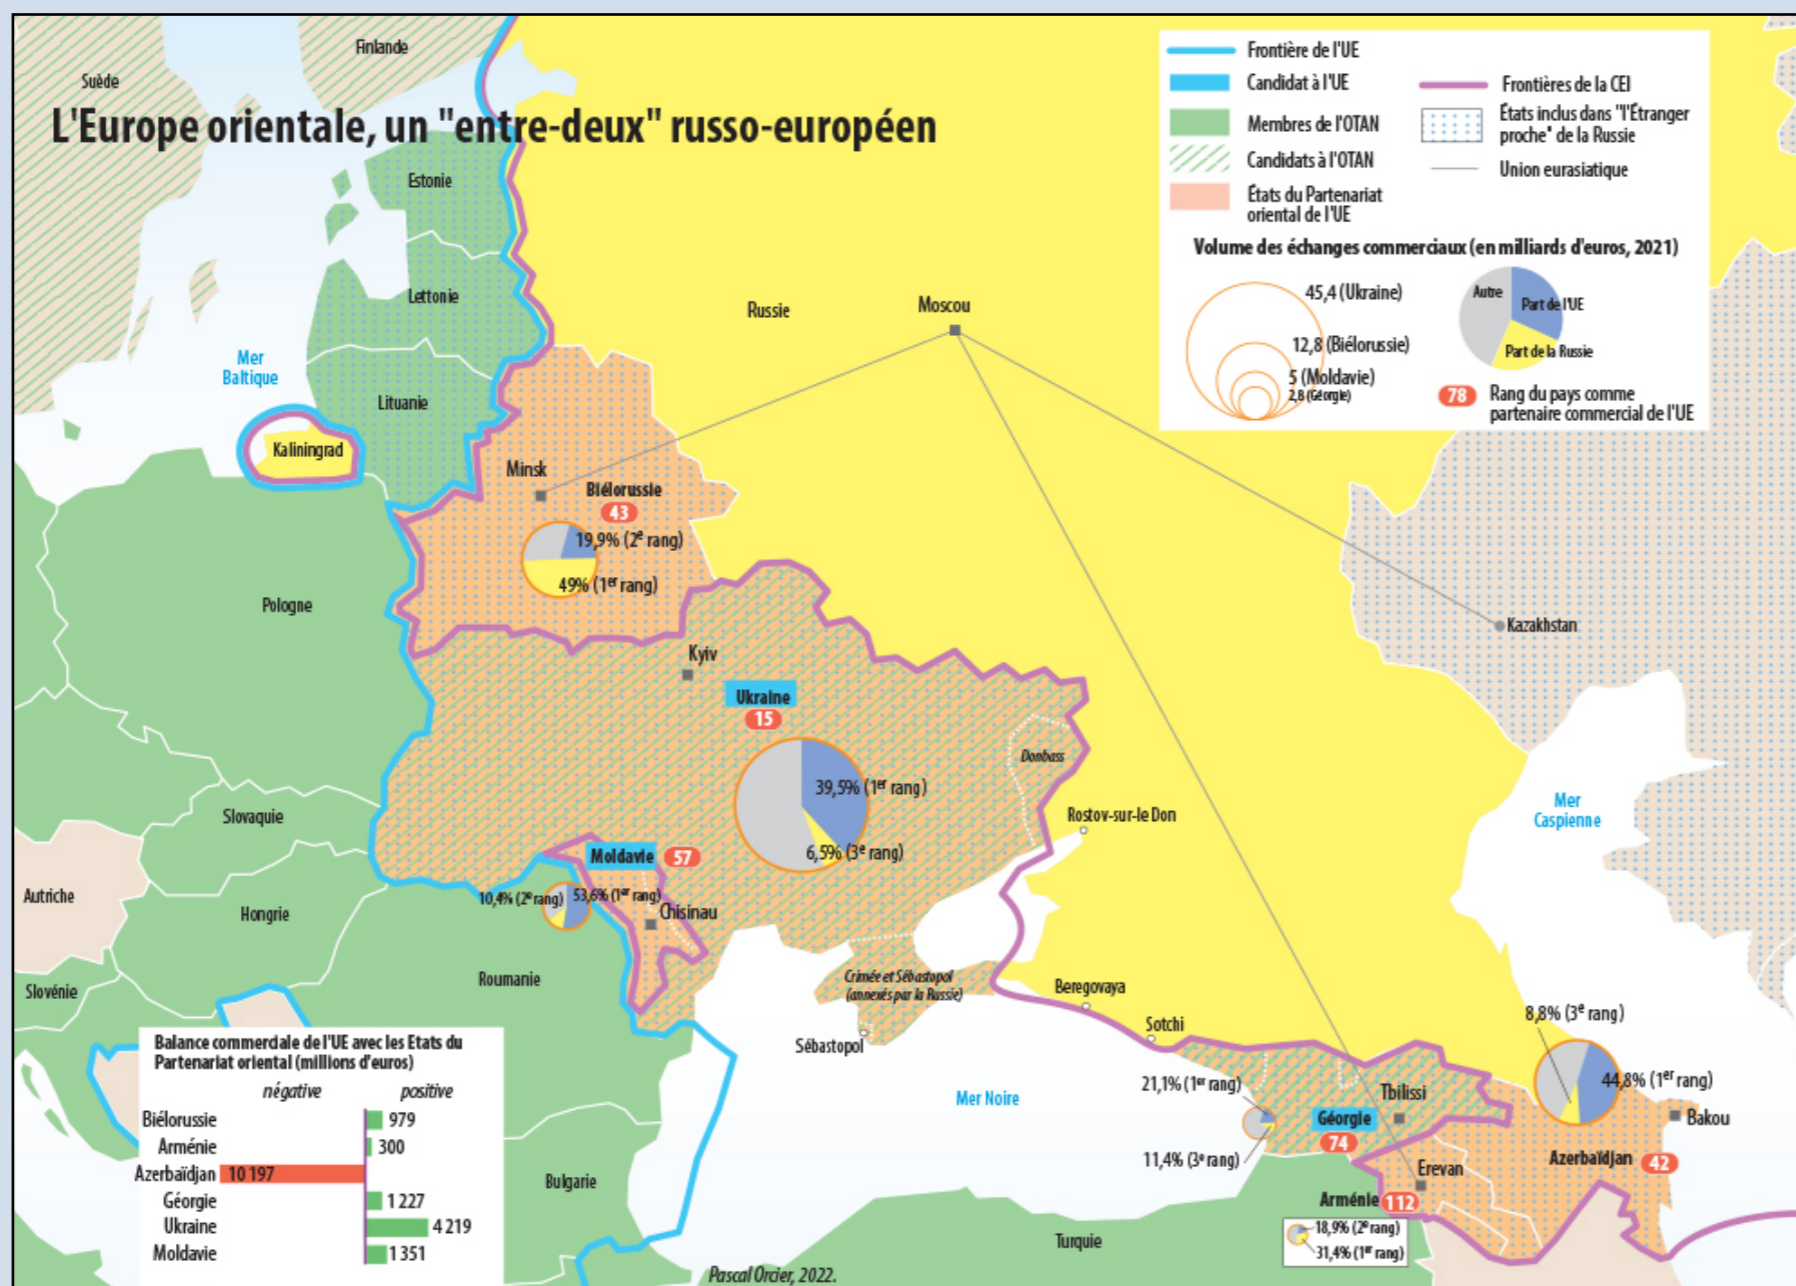 L'Europe orientale, un "entre-deux" russo-européen
Finlande
Suède
Estonie
Lettonie
Mer
Baltique
Lituanie
Kaliningrad
Russie
Moscou
Frontière de l'UE
Candidat à l'UE
Membres de l'OTAN
Candidats à l'OTAN
États du Partenariat
oriental de l'UE
Frontières de la CEI
États inclus dans "l'Étranger
proche" de la Russie
Union eurasiatique
Volume des échanges commerciaux (en milliards d'euros, 2021)
45,4 (Ukraine)
12,8 (Biélorussie)
5 (Moldavie)
2,8 (Géorgie)
Autre
Part de l'UE
Part de la Russie
78
Rang du pays comme
partenaire commercial de l'UE
Minsk
Biélorussie
43
19,9% (2e rang)
49% (1er rang)
Pologne
Kazakhstan
Kyiv
Ukraine
15
39,5% (1er rang)
6,5% (3e rang)
Donbass
Rostov-sur-le Don
Mer
Caspienne
Slovaquie
Autriche
Hongrie
Slovénie
Moldavie
57
10,4% (2e rang)
53,6% (1er rang)
Chisinau
Roumanie
Crimée et Sébastopol
(annexés par la Russie)
Sébastopol
Beregovaya
Sotchi
Mer Noire
8,8% (3e rang)
44,8% (1er rang)
Bakou
Azerbaïdjan
42
21,1% (1er rang)
11,4% (3e rang)
Tbilissi
Géorgie
74
Erevan
Arménie
112
18,9% (2e rang)
31,4% (1er rang)
Turquie
Bulgarie
Balance commerciale de l'UE avec les Etats du
Partenariat oriental (millions d'euros)
négative positive
Biélorussie 979
Arménie 300
Azerbaïdjan 10 197
Géorgie 1 227
Ukraine 4 219
Moldavie 1 351
Pascal Orcier, 2022.